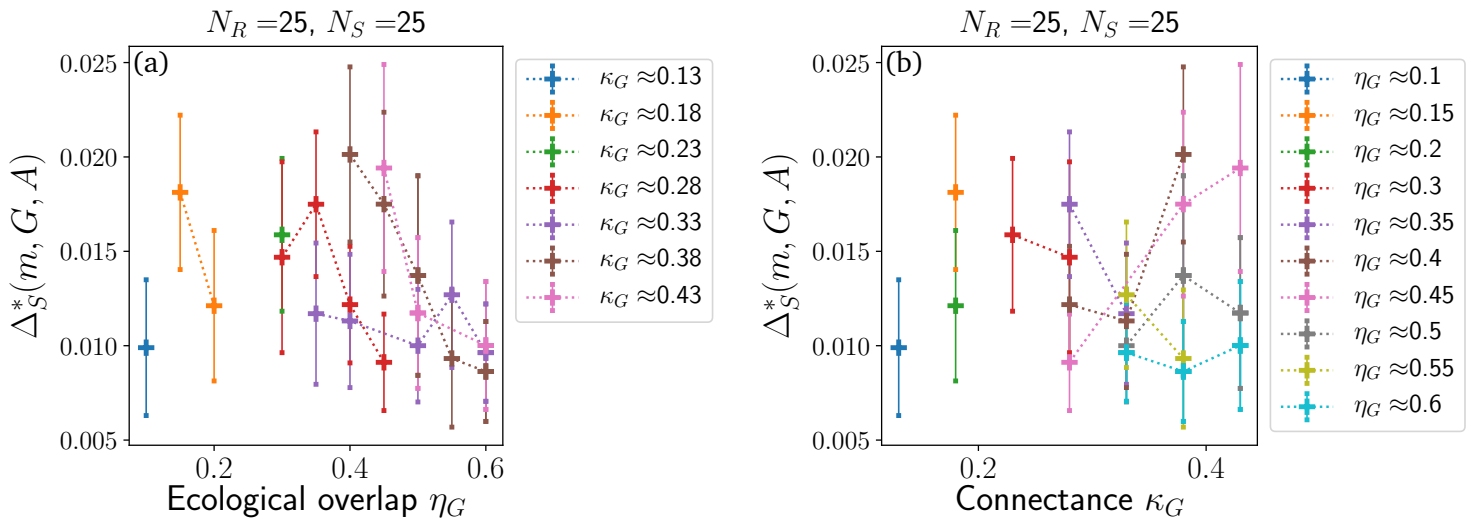 N_R =25, N_S =25
(a)
0.025
0.020
0.015
0.010
0.005
0.2
0.4
0.6
Δ*_S(m, G, A)
Ecological overlap η_G
κ_G ≈0.13
κ_G ≈0.18
κ_G ≈0.23
κ_G ≈0.28
κ_G ≈0.33
κ_G ≈0.38
κ_G ≈0.43
N_R =25, N_S =25
(b)
0.025
0.020
0.015
0.010
0.005
0.2
0.4
Δ*_S(m, G, A)
Connectance κ_G
η_G ≈0.1
η_G ≈0.15
η_G ≈0.2
η_G ≈0.3
η_G ≈0.35
η_G ≈0.4
η_G ≈0.45
η_G ≈0.5
η_G ≈0.55
η_G ≈0.6